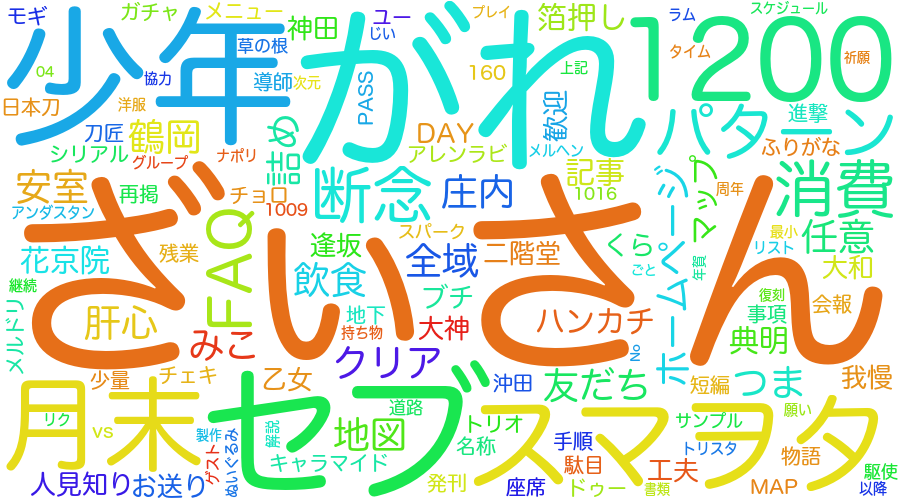 モギ
ガチャ
メニュー
神田
ユー
じい
プレイ
箔押し
ラム
スケジュール
少年
がれ
1200
草の根
04
協力
導師
次元
PASS
160
上記
タイム
祈願
日本刀
洋服
鶴岡
DAY
歓迎
パターン
進撃
刀匠
シリアル
グループ
ナポリ
詰め
アレンラビ
メルヘン
ふりがな
安室
再掲
チョロ
断念
庄内
記事
1016
マップ
周年
消費
アンダスタン
1009
ざいさん
花京院
残業
FAQ
逢坂
スパーク
二階堂
くら
ホームページ
最小
任意
リスト
大和
飲食
全域
ごと
年賀
継続
メルドリ
肝心
地下
ブチ
復刻
会報
事項
みこ
持ち物
大神
ハンカチ
No
典明
クリア
少量
チェキ
乙女
沖田
友だち
短編
つま
我慢
月末
セブ
道路
スマヲタ
リク
vs
製作
解説
地図
トリオ
名称
サンプル
願い
手順
トリスタ
物語
人見知り
お送り
ゲスト
ぬいぐるみ
キャラマイド
発刊
座席
駄目
ドゥー
工夫
書類
MAP
駆使
以降